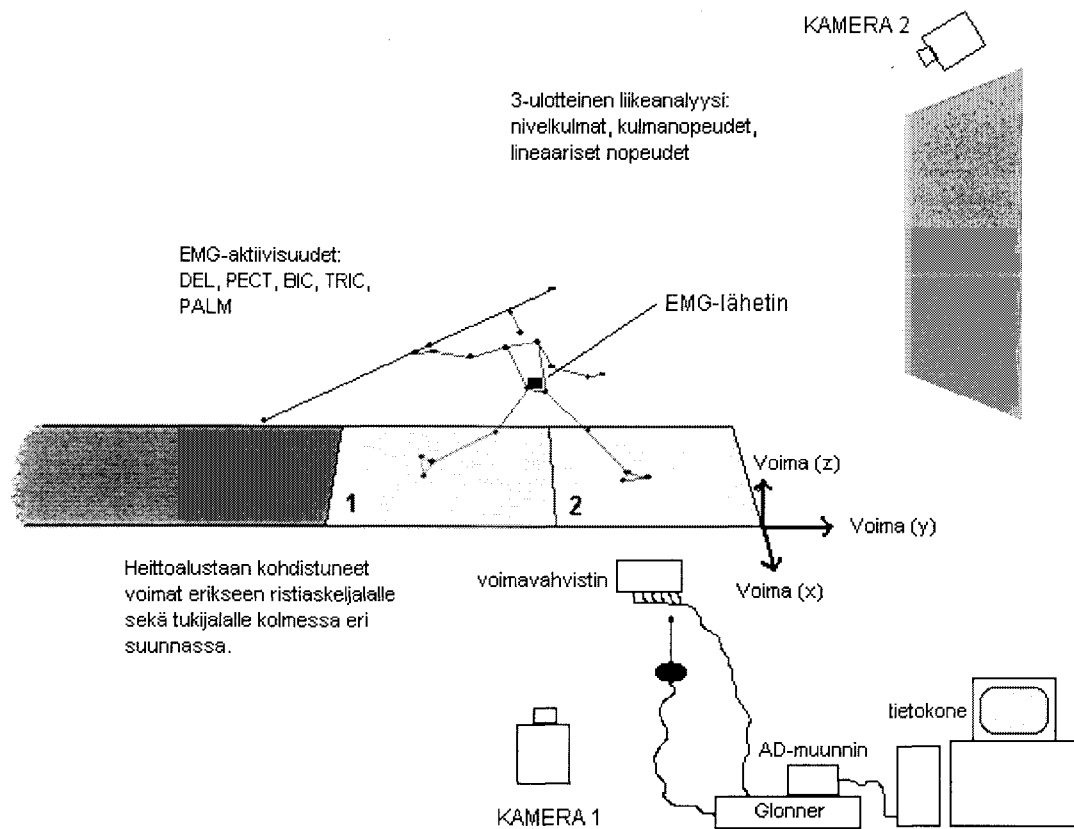 KAMERA 2
3-ulotteinen liikeanalyysi:
nivelkulmat, kulmanopeudet,
lineaariset nopeudet
EMG-aktiivisuudet:
DEL, PECT, BIC, TRIC,
PALM
EMG-lähetin
1
2
Voima (z)
Voima (y)
Voima (x)
Heittoalustaan kohdistuneet
voimat erikseen ristiaskeljalalle
sekä tukijalalle kolmessa eri
suunnassa.
voimavahvistin
tietokone
AD-muunnin
Glonner
KAMERA 1